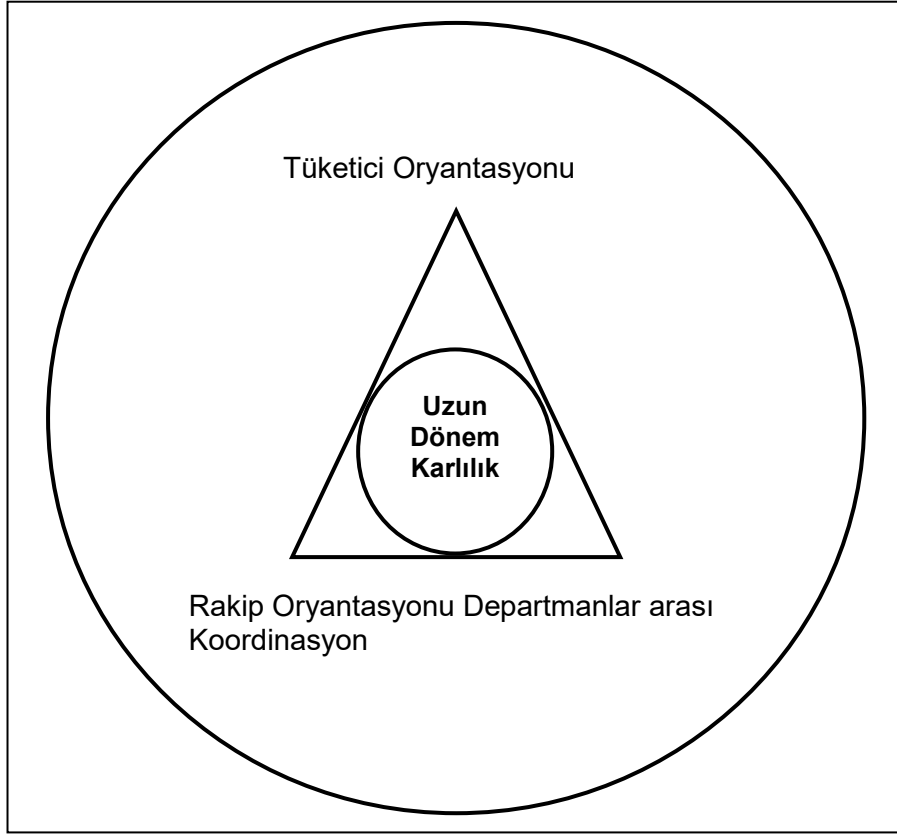 Tüketici Oryantasyonu
Uzun
Dönem
Karlılık
Rakip Oryantasyonu Departmanlar arası
Koordinasyon